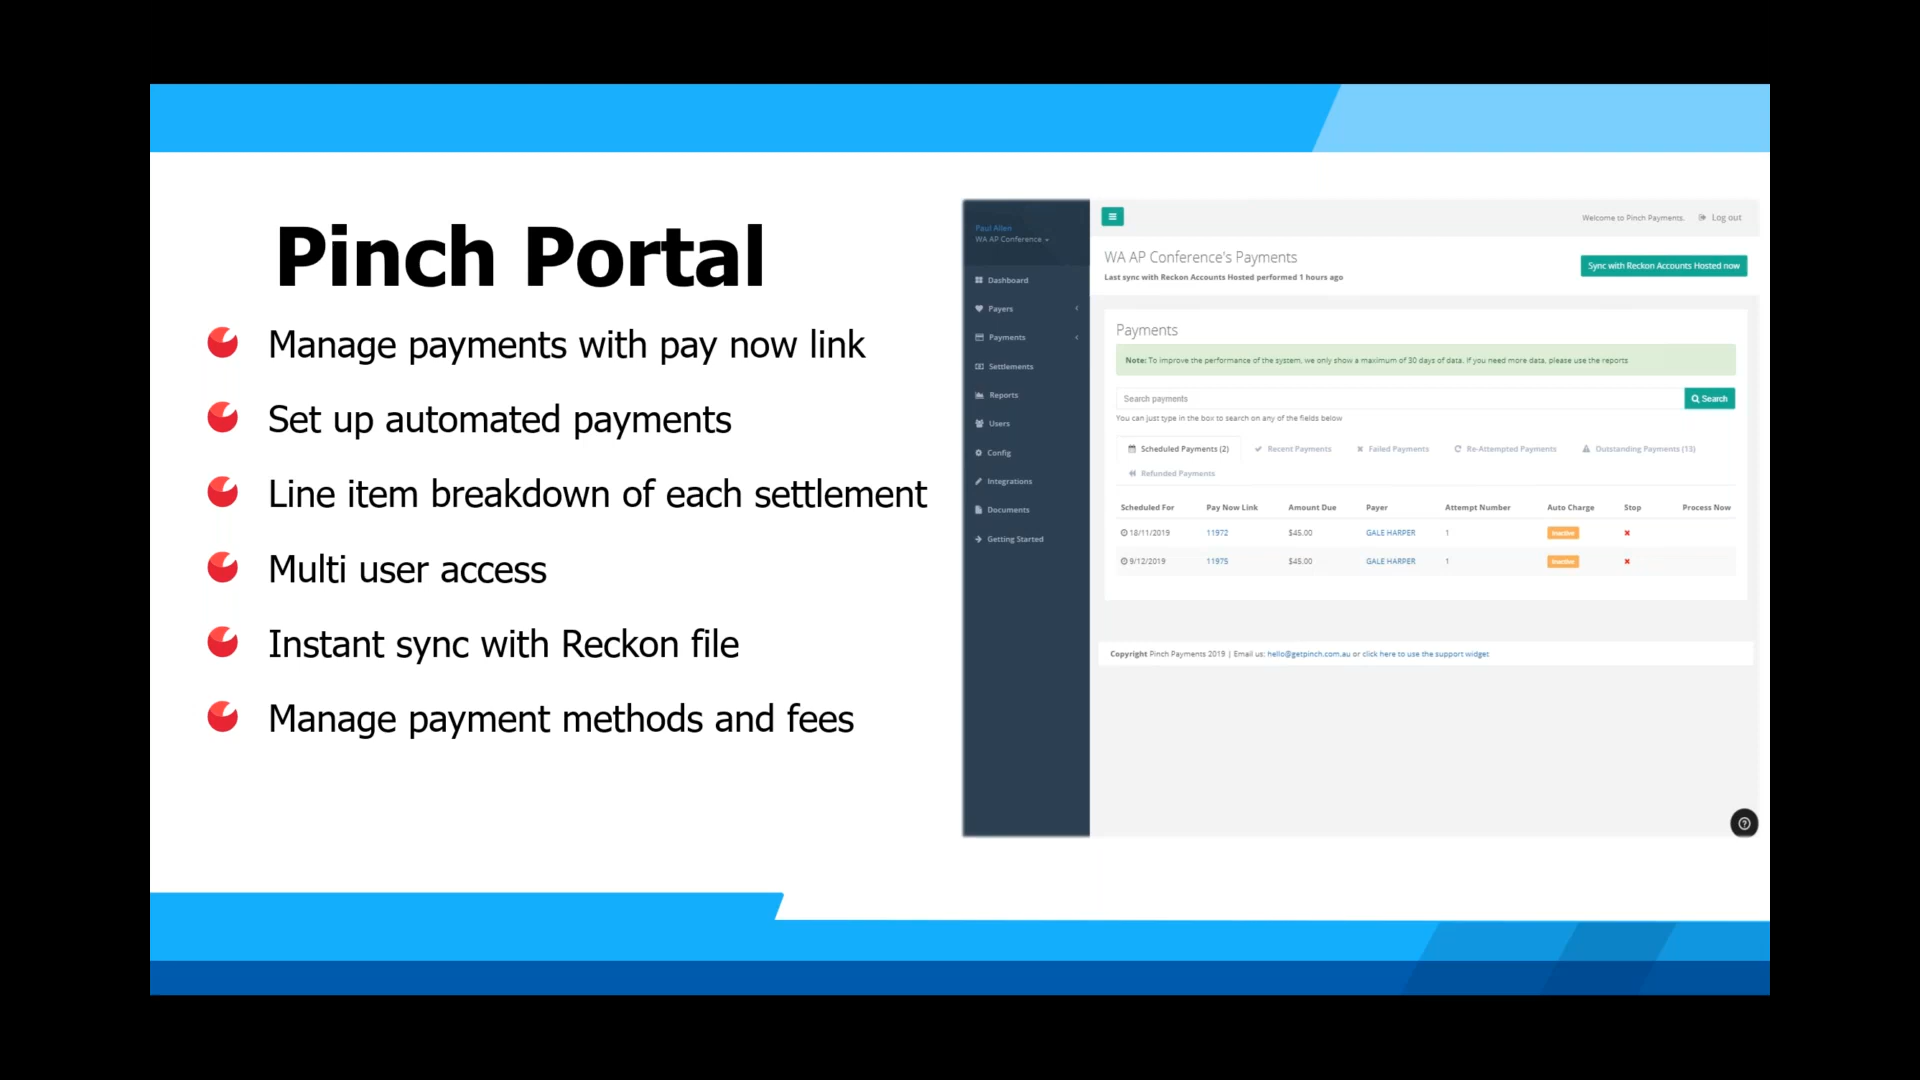 Pinch Portal
Manage payments with pay now link
Set up automated payments
Line item breakdown of each settlement
Multi user access
Instant sync with Reckon file
Manage payment methods and fees
Paul Allen
WA AP Conference
Dashboard
Payers
Payments
Settlements
Reports
Users
Config
Integrations
Documents
Getting Started
Welcome to Pinch Payments. Log out
WA AP Conference's Payments
Last sync with Reckon Accounts Hosted performed 1 hours ago
Sync with Reckon Accounts Hosted now
Payments
Note: To improve the performance of the system, we only show a maximum of 30 days of data. If you need more data, please use the reports
Search payments
Search
You can just type in the box to search on any of the fields below
Scheduled Payments (2) Recent Payments Failed Payments Re-Attempted Payments Outstanding Payments (13)
Refunded Payments
Scheduled For Pay Now Link Amount Due Payer Attempt Number Auto Charge Stop Process Now
18/11/2019 11972 $45.00 GALE HARPER 1 Inactive
9/12/2019 11975 $45.00 GALE HARPER 1 Inactive
Copyright Pinch Payments 2019 | Email us: hello@getpinch.com.au or click here to use the support widget